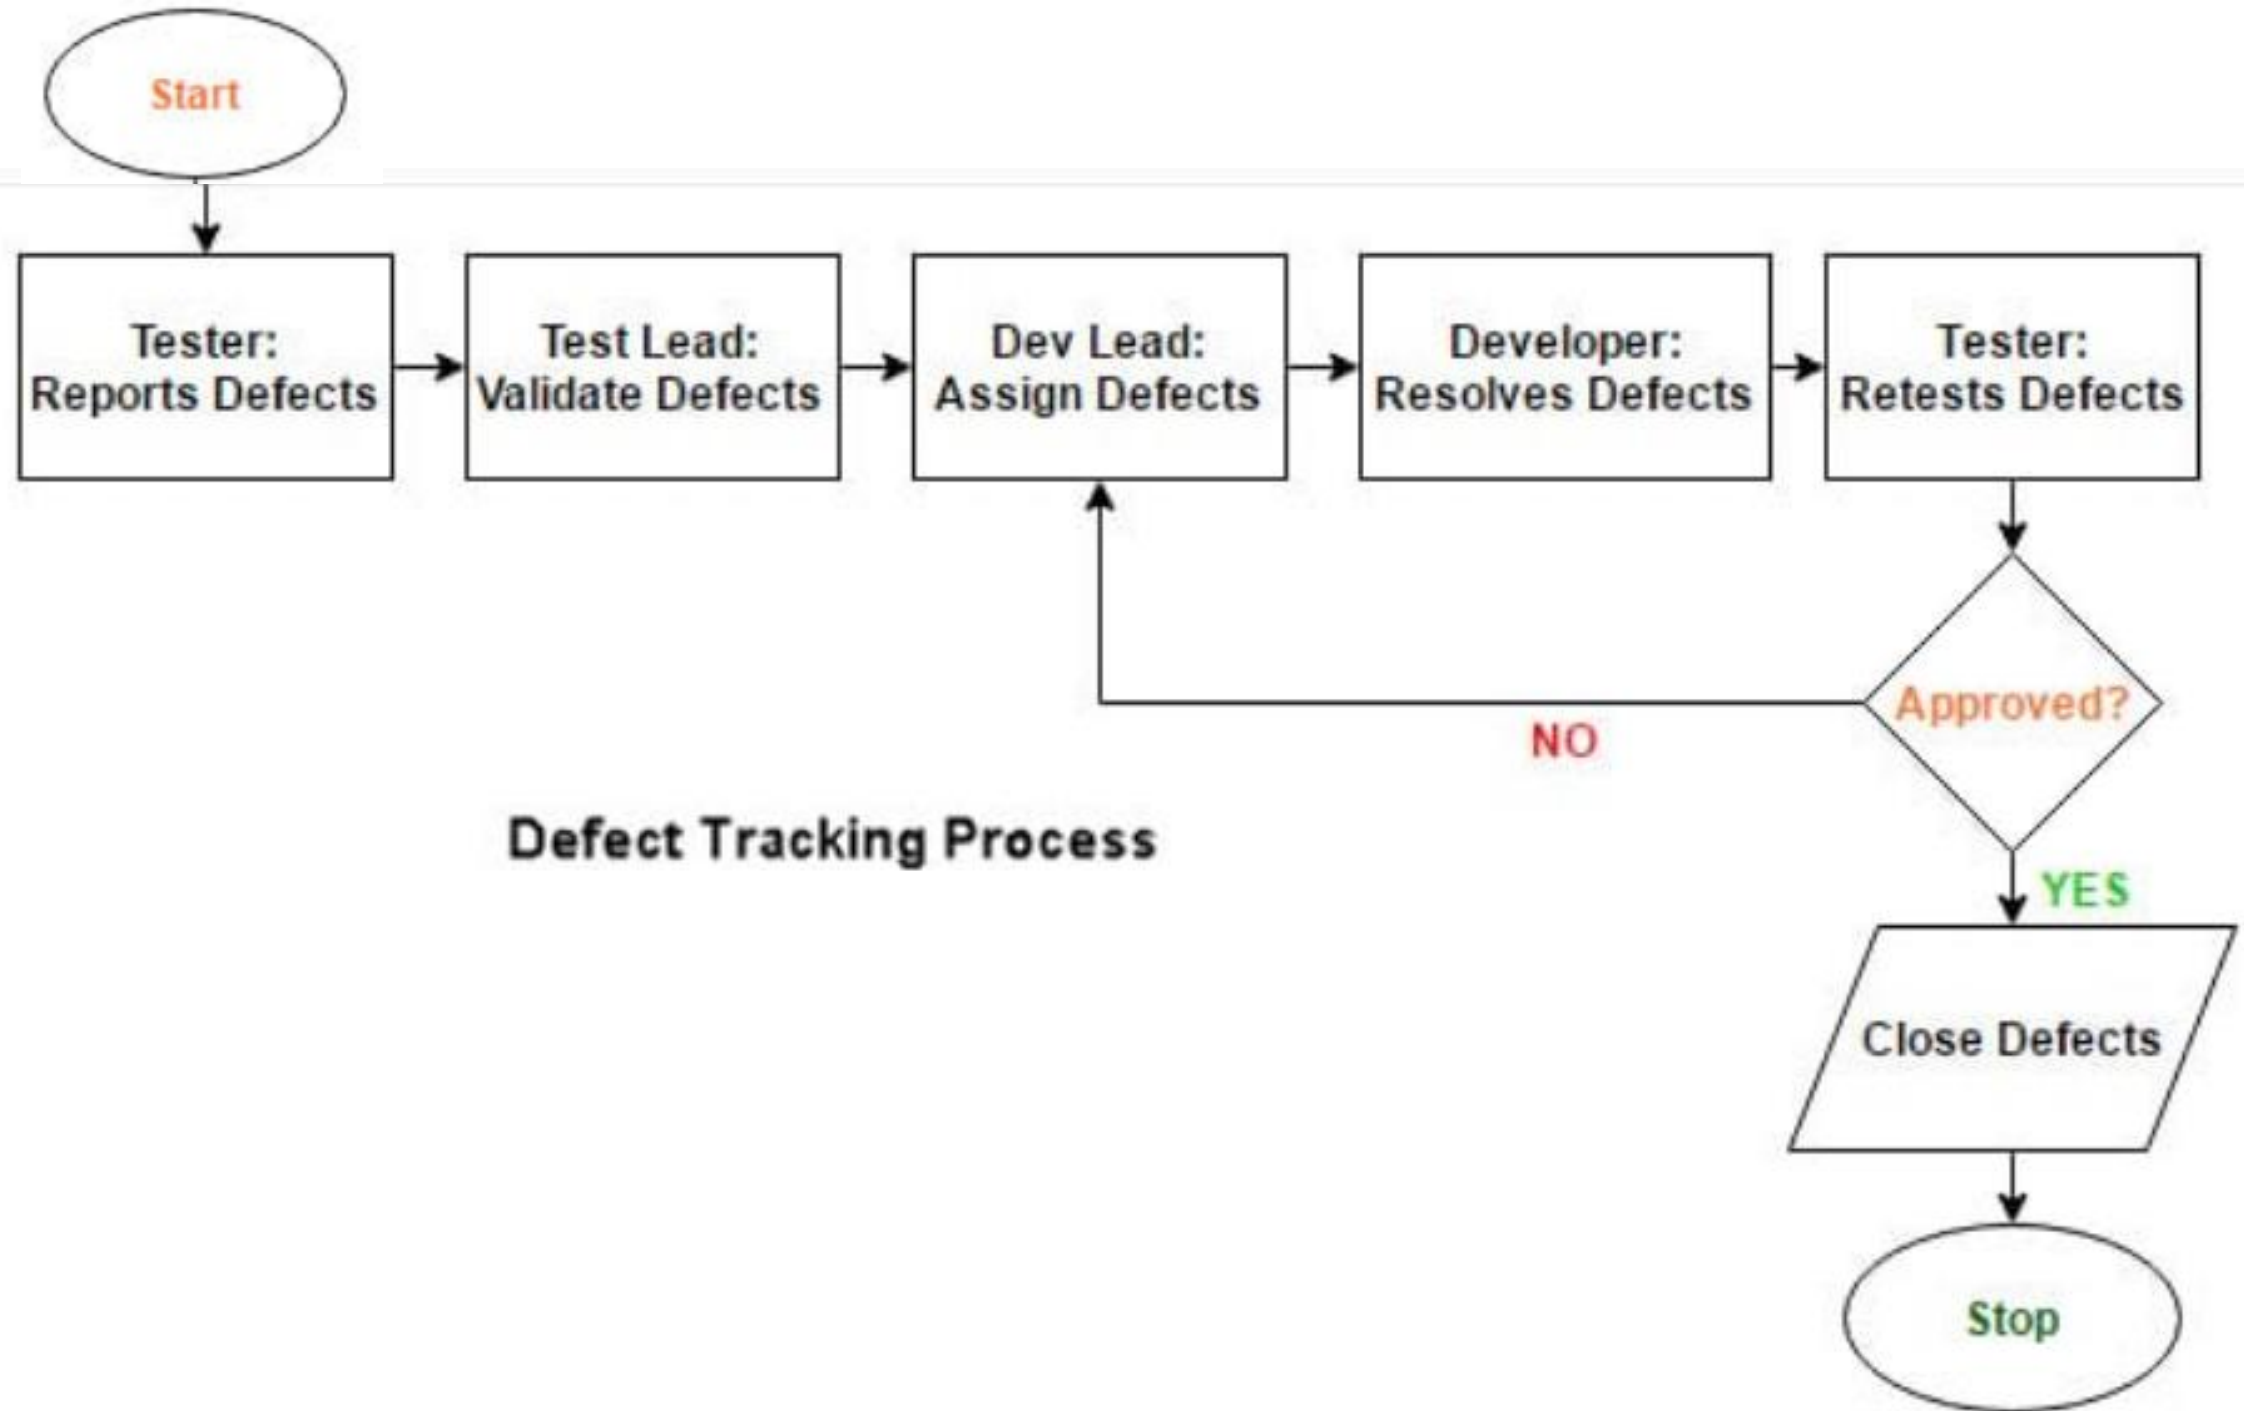 Start
Tester:
Reports Defects
Test Lead:
Validate Defects
Dev Lead:
Assign Defects
Developer:
Resolves Defects
Tester:
Retests Defects
Approved?
NO
YES
Defect Tracking Process
Close Defects
Stop